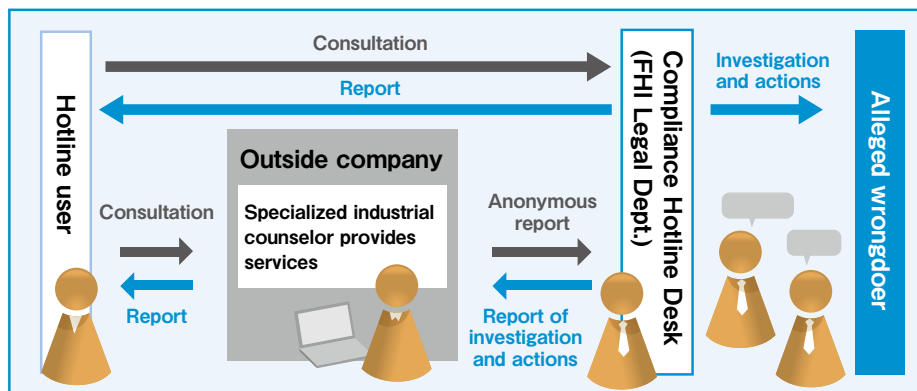 Consultation
Report
Hotline user
Outside company
Specialized industrial
counselor provides
services
Consultation
Report
Anonymous
report
Report of
investigation
and actions
Compliance Hotline Desk
(FHI Legal Dept.)
Investigation
and actions
Alleged wrongdoer